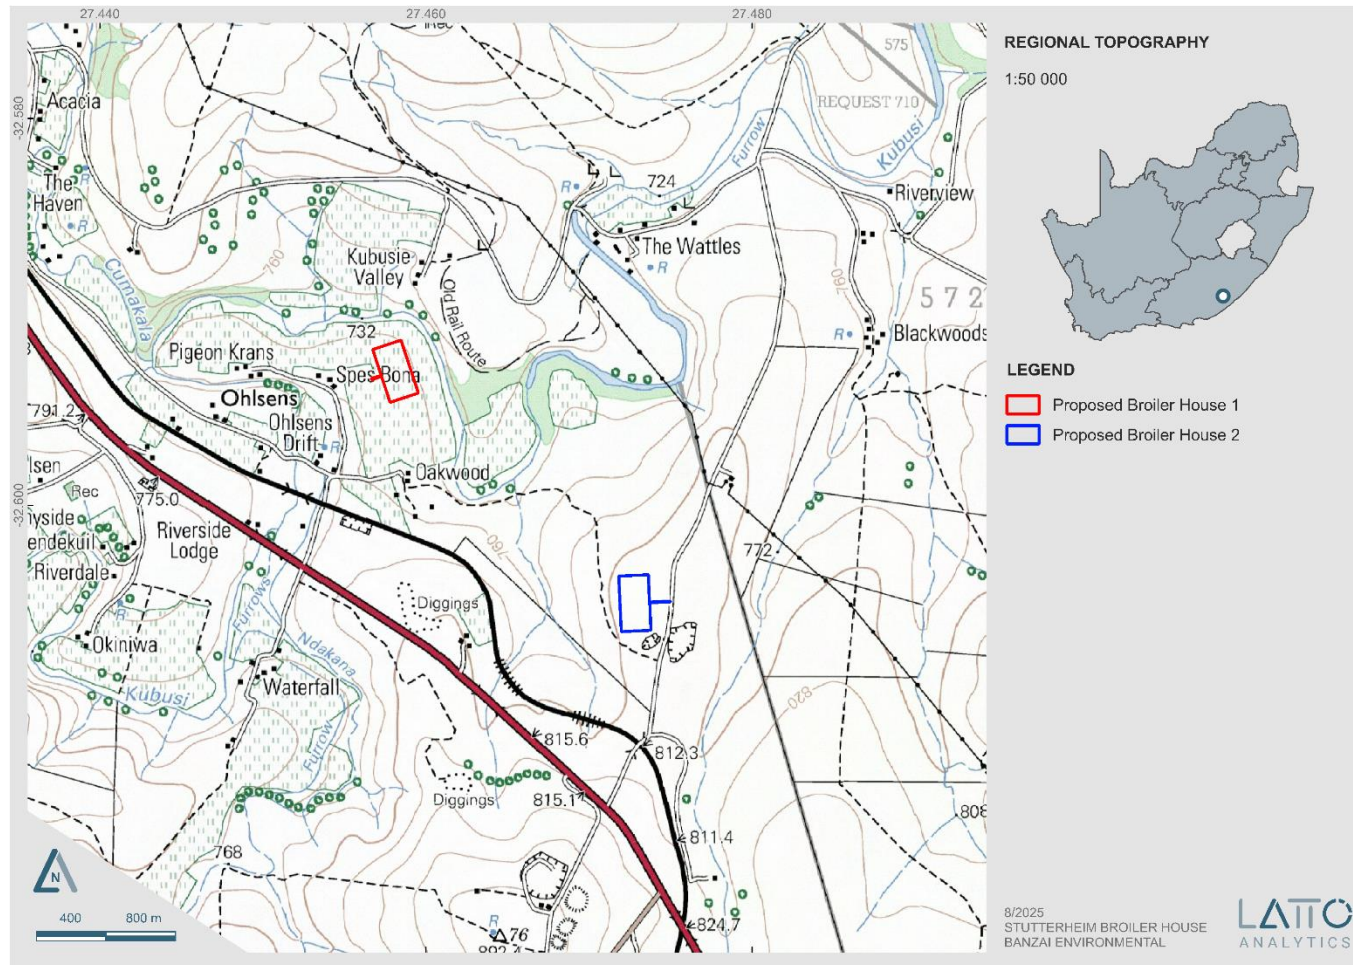 27.440
27.460
27.480
-32.580
-32.600
575
REQUEST 710
Acacia
Furrow
Kubusi
The
Haven
724
Riverview
The Wattles
R
R
R
Kubusie
Valley
760
760
572
Cumakala
Old Rail Route
732
R
Blackwoods
Pigeon Krans
Spes Bona
Ohlsens
791.2
Ohlsens
Drift
R
Oakwood
Rec
775.0
Riverside
Lodge
760
772
Riverdale
Furrows
Diggings
R
Okiniwa
Ndakana
Kubusi
Waterfall
820
Furrow
815.6
812.3
Diggings
815.1
808
811.4
768
R
76
824.7
N
400
800 m
REGIONAL TOPOGRAPHY
1:50 000
LEGEND
Proposed Broiler House 1
Proposed Broiler House 2
8/2025
STUTTERHEIM BROILER HOUSE
BANZAI ENVIRONMENTAL
LATTO
ANALYTICS